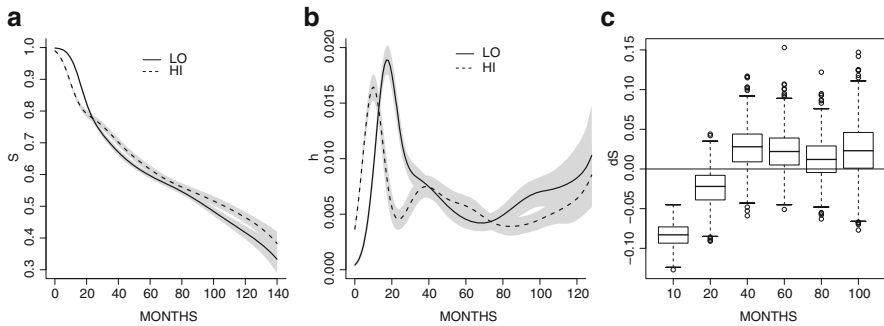 a
LO
HI
S
1.0
0.9
0.8
0.7
0.6
0.5
0.4
0.3
0 20 40 60 80 100 120 140
MONTHS
b
LO
HI
h
0.020
0.015
0.010
0.005
0.000
0 20 40 60 80 100 120
MONTHS
c
dS
0.15
0.10
0.05
0.00
−0.05
−0.10
10 20 40 60 80 100
MONTHS